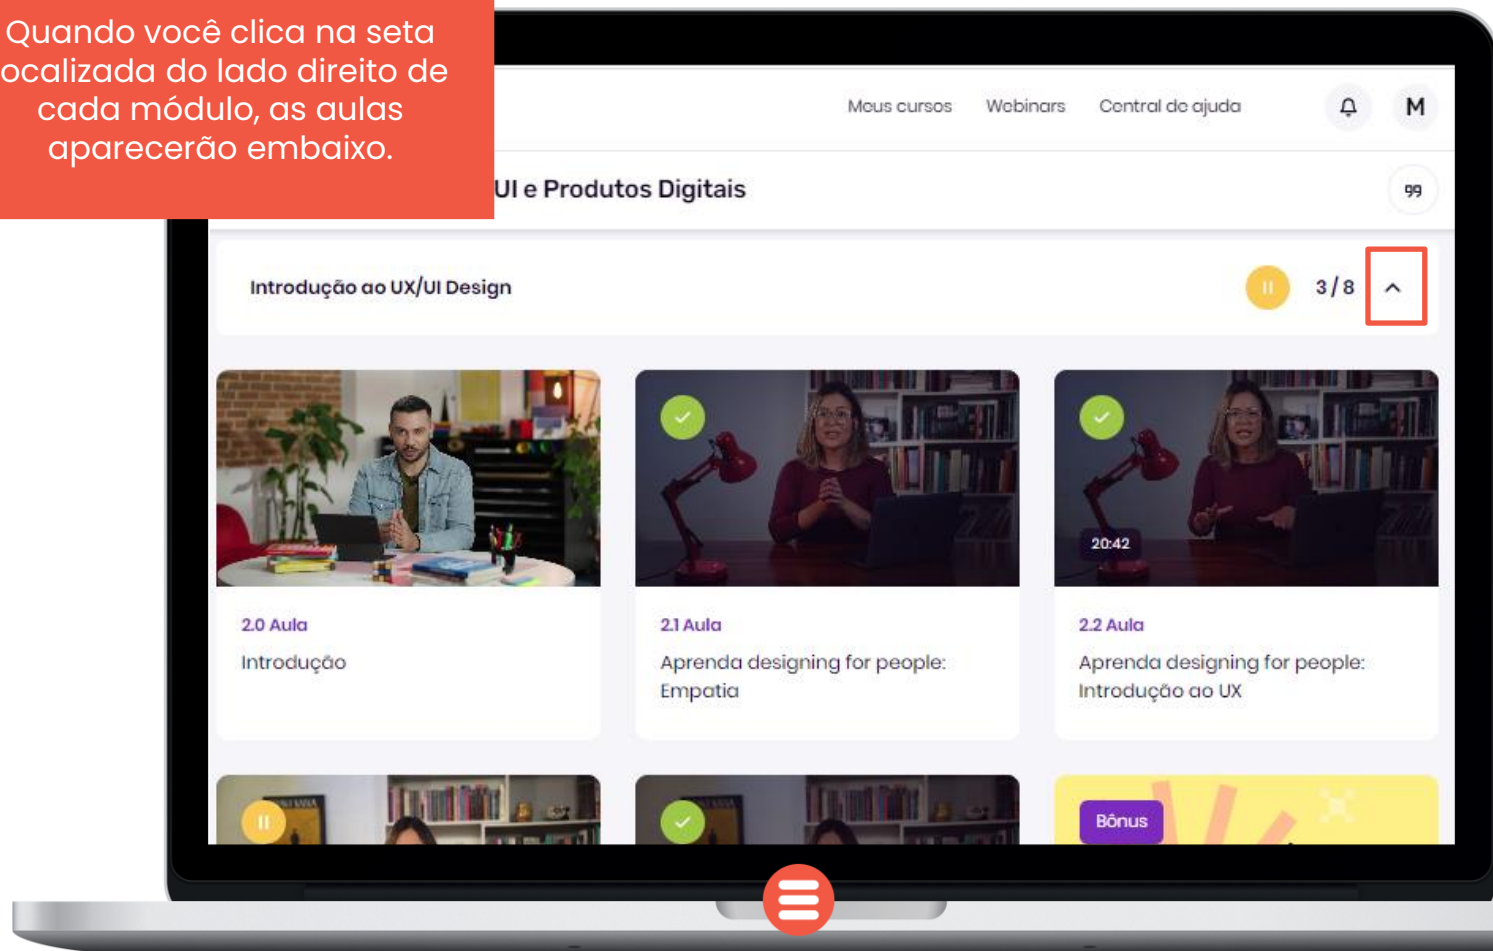 Quando você clica na seta
ocalizada do lado direito de
cada módulo, as aulas
aparecerão embaixo.
Meus cursos Webinars Central de ajuda M
UI e Produtos Digitais
Introdução ao UX/UI Design 3/8
20:42
2.0 Aula
Introdução
2.1 Aula
Aprenda designing for people:
Empatia
2.2 Aula
Aprenda designing for people:
Introdução ao UX
Bônus